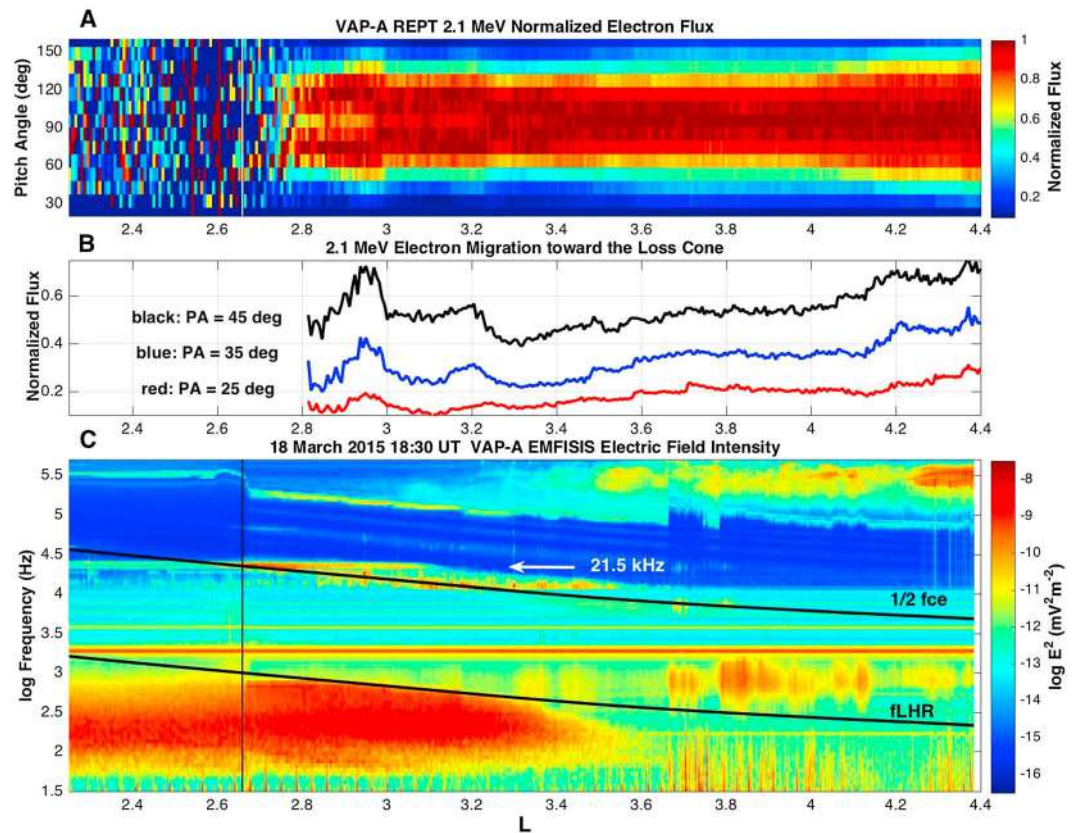 A
VAP-A REPT 2.1 MeV Normalized Electron Flux
Pitch Angle (deg)
150
120
90
60
30
2.4 2.6 2.8 3 3.2 3.4 3.6 3.8 4 4.2 4.4
1
0.8
0.6
0.4
0.2
Normalized Flux
B
2.1 MeV Electron Migration toward the Loss Cone
Normalized Flux
0.6
0.4
0.2
black: PA = 45 deg
blue: PA = 35 deg
red: PA = 25 deg
2.4 2.6 2.8 3 3.2 3.4 3.6 3.8 4 4.2 4.4
C
18 March 2015 18:30 UT VAP-A EMFISIS Electric Field Intensity
log Frequency (Hz)
5.5
5
4.5
4
3.5
3
2.5
2
1.5
21.5 kHz
1/2 fce
fLHR
2.4 2.6 2.8 3 3.2 3.4 3.6 3.8 4 4.2 4.4
L
-8
-9
-10
-11
-12
-13
-14
-15
-16
log E² (mV²m⁻²)